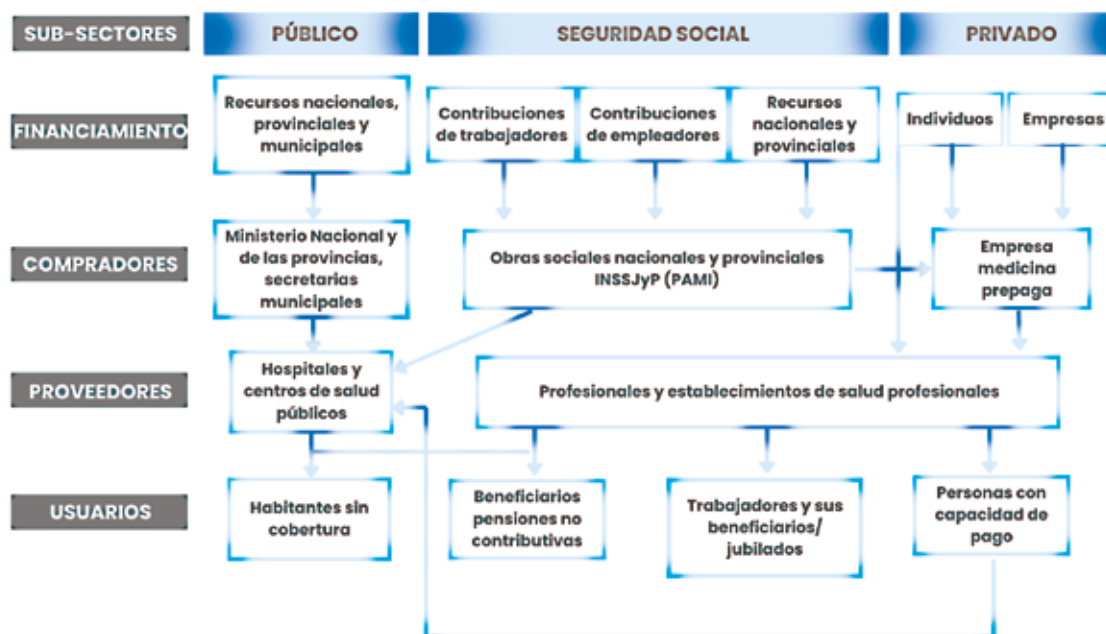 SUB-SECTORES
PÚBLICO
SEGURIDAD SOCIAL
PRIVADO
FINANCIAMIENTO
Recursos nacionales,
provinciales y
municipales
Contribuciones
de trabajadores
Contribuciones
de empleadores
Recursos
nacionales y
provinciales
Individuos
Empresas
COMPRADORES
Ministerio Nacional y
de las provincias,
secretarias
municipales
Obras sociales nacionales y provinciales
INSSJyP (PAMI)
Empresa
medicina
prepaga
PROVEEDORES
Hospitales y
centros de salud
públicos
Profesionales y establecimientos de salud profesionales
USUARIOS
Habitantes sin
cobertura
Beneficiarios
pensiones no
contributivas
Trabajadores y sus
beneficiarios/
jubilados
Personas con
capacidad de
pago